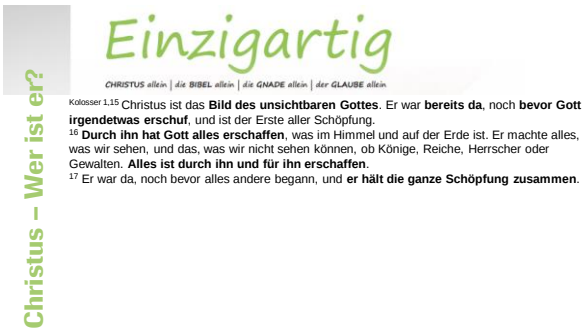 Einzigartig
CHRISTUS allein | die BIBEL allein | die GNADE allein | der GLAUBE allein
Christus – Wer ist er?
Kolosser 1,15 Christus ist das Bild des unsichtbaren Gottes. Er war bereits da, noch bevor Gott
irgendetwas erschuf, und ist der Erste aller Schöpfung.
16 Durch ihn hat Gott alles erschaffen, was im Himmel und auf der Erde ist. Er machte alles,
was wir sehen, und das, was wir nicht sehen können, ob Könige, Reiche, Herrscher oder
Gewalten. Alles ist durch ihn und für ihn erschaffen.
17 Er war da, noch bevor alles andere begann, und er hält die ganze Schöpfung zusammen.